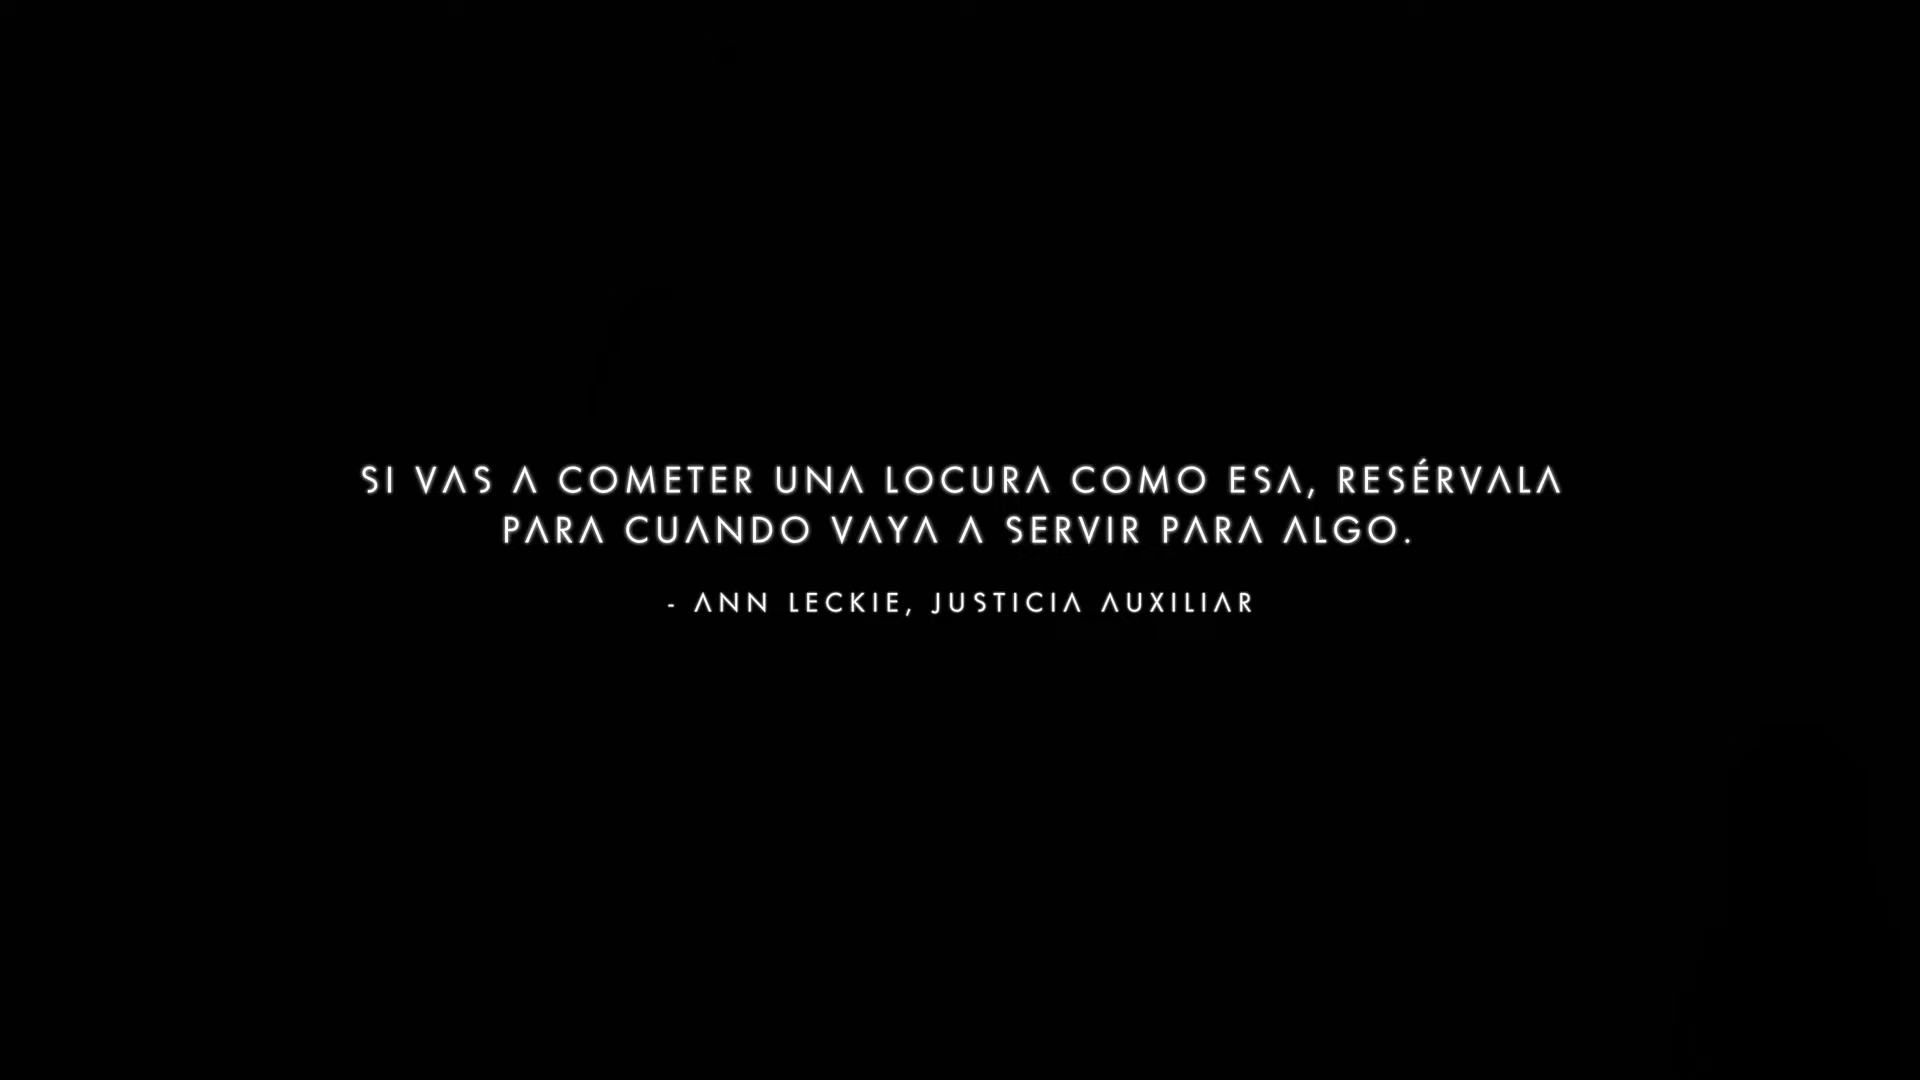 SI VAS A COMETER UNA LOCURA COMO ESA, RESÉRVALA
PARA CUANDO VAYA A SERVIR PARA ALGO.
- ANN LECKIE, JUSTICIA AUXILIAR